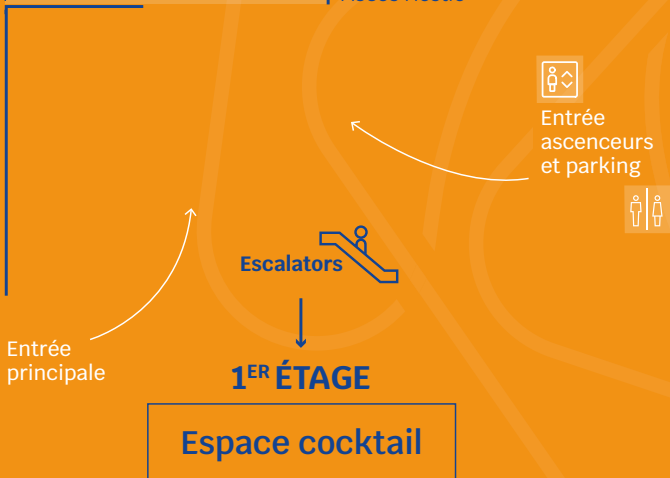 Entrée
ascenceurs
et parking
Escalators
Entrée
principale
1ER ÉTAGE
Espace cocktail